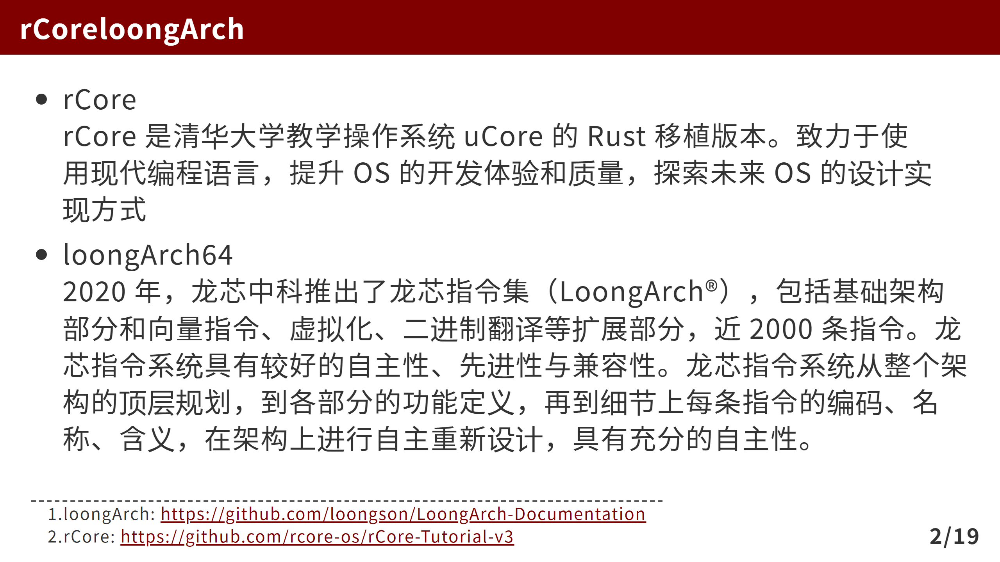 rCoreloongArch
• rCore
rCore 是清华大学教学操作系统 uCore 的 Rust 移植版本。致力于使
用现代编程语言，提升 OS 的开发体验和质量，探索未来 OS 的设计实
现方式
• loongArch64
2020 年，龙芯中科推出了龙芯指令集（LoongArch®），包括基础架构
部分和向量指令、虚拟化、二进制翻译等扩展部分，近 2000 条指令。龙
芯指令系统具有较好的自主性、先进性与兼容性。龙芯指令系统从整个架
构的顶层规划，到各部分的功能定义，再到细节上每条指令的编码、名
称、含义，在架构上进行自主重新设计，具有充分的自主性。
1.loongArch: https://github.com/loongson/LoongArch-Documentation
2.rCore: https://github.com/rcore-os/rCore-Tutorial-v3
2/19